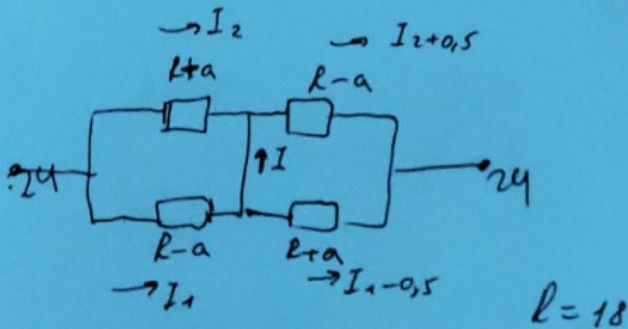 → I₂
→ I₂+0,5
R+a
R-a
↑ I
24
24
R-a
R+a
→ I₁
→ I₁-0,5
R = 18